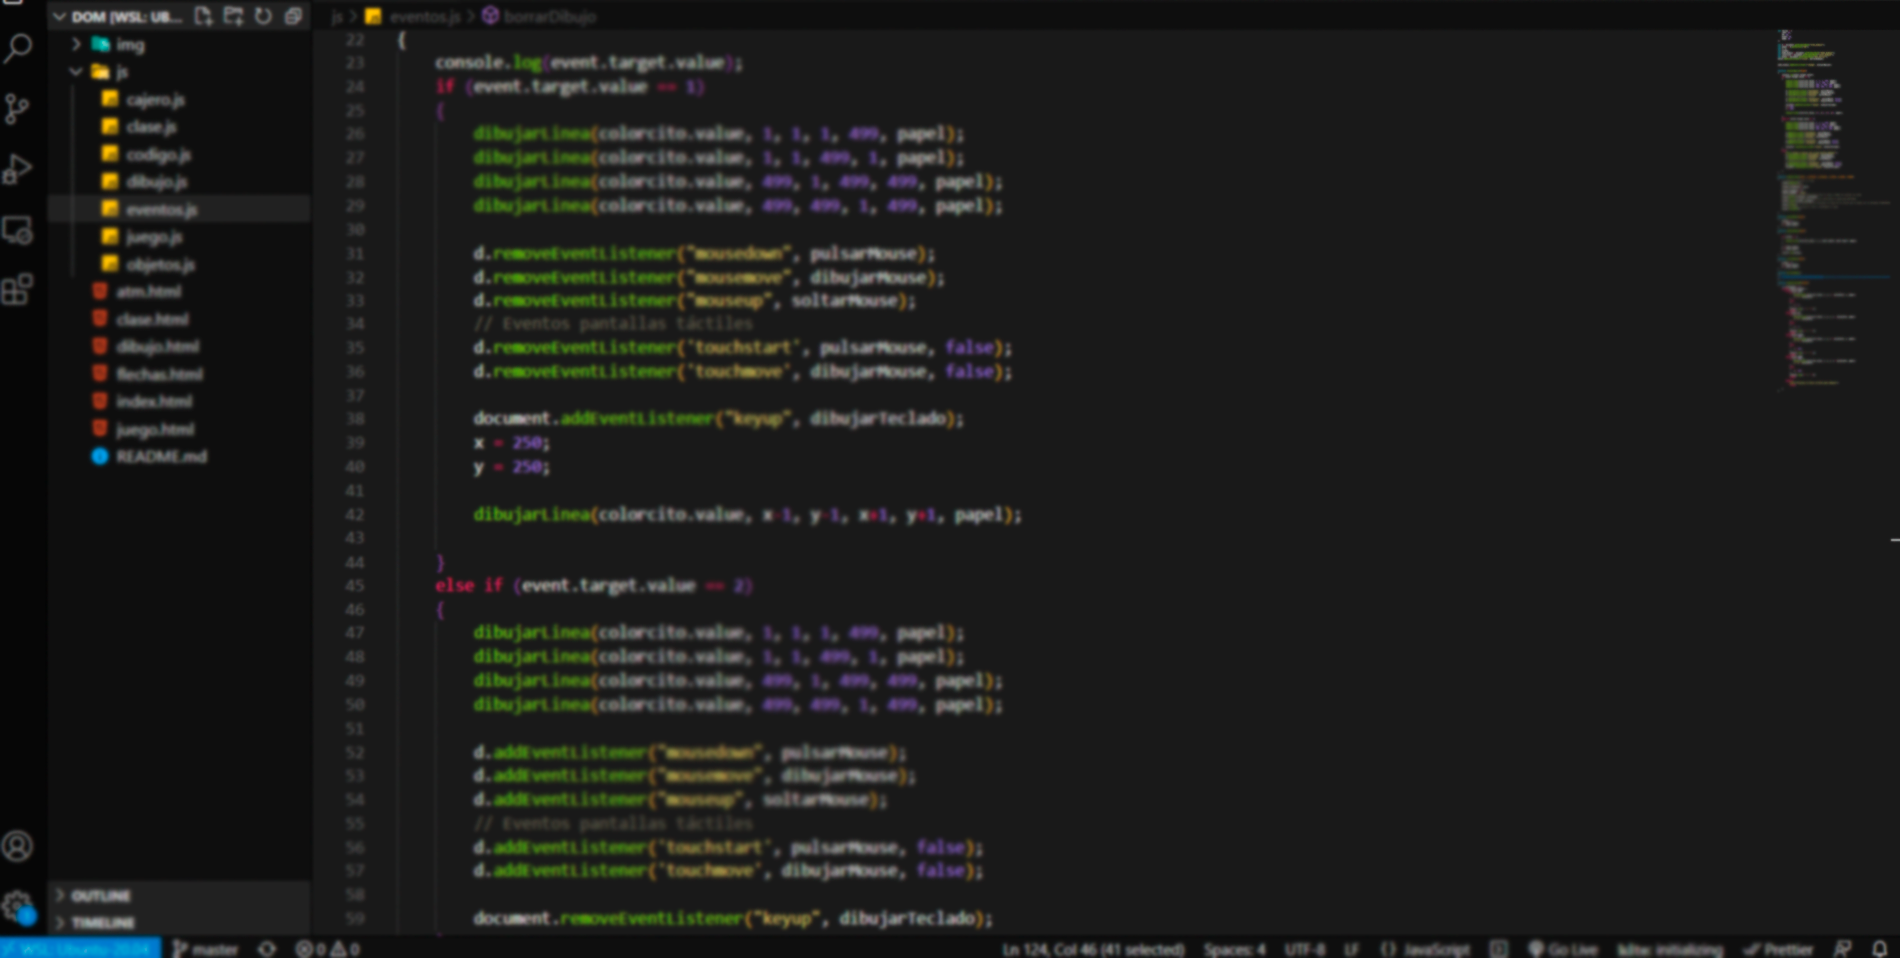 DOM [WSL: UB...
img
js
cajero.js
clase.js
codigo.js
dibujo.js
eventos.js
juego.js
objetos.js
atm.html
clase.html
dibujo.html
flechas.html
index.html
juego.html
README.md
OUTLINE
TIMELINE
js > eventos.js > borrarDibujo
22 {
23 console.log(event.target.value);
24 if (event.target.value == 1)
25 {
26 dibujarLinea(colorcito.value, 1, 1, 1, 499, papel);
27 dibujarLinea(colorcito.value, 1, 1, 499, 1, papel);
28 dibujarLinea(colorcito.value, 499, 1, 499, 499, papel);
29 dibujarLinea(colorcito.value, 499, 499, 1, 499, papel);
30
31 d.removeEventListener("mousedown", pulsarMouse);
32 d.removeEventListener("mousemove", dibujarMouse);
33 d.removeEventListener("mouseup", soltarMouse);
34 // Eventos pantallas táctiles
35 d.removeEventListener('touchstart', pulsarMouse, false);
36 d.removeEventListener('touchmove', dibujarMouse, false);
37
38 document.addEventListener("keyup", dibujarTeclado);
39 x = 250;
40 y = 250;
41
42 dibujarLinea(colorcito.value, x-1, y-1, x+1, y+1, papel);
43
44 }
45 else if (event.target.value == 2)
46 {
47 dibujarLinea(colorcito.value, 1, 1, 1, 499, papel);
48 dibujarLinea(colorcito.value, 1, 1, 499, 1, papel);
49 dibujarLinea(colorcito.value, 499, 1, 499, 499, papel);
50 dibujarLinea(colorcito.value, 499, 499, 1, 499, papel);
51
52 d.addEventListener("mousedown", pulsarMouse);
53 d.addEventListener("mousemove", dibujarMouse);
54 d.addEventListener("mouseup", soltarMouse);
55 // Eventos pantallas táctiles
56 d.addEventListener('touchstart', pulsarMouse, false);
57 d.addEventListener('touchmove', dibujarMouse, false);
58
59 document.removeEventListener("keyup", dibujarTeclado);
WSL: Ubuntu-20.04 master 0 0 Ln 124, Col 46 (41 selected) Spaces: 4 UTF-8 LF {} JavaScript Go Live kite: initializing Prettier